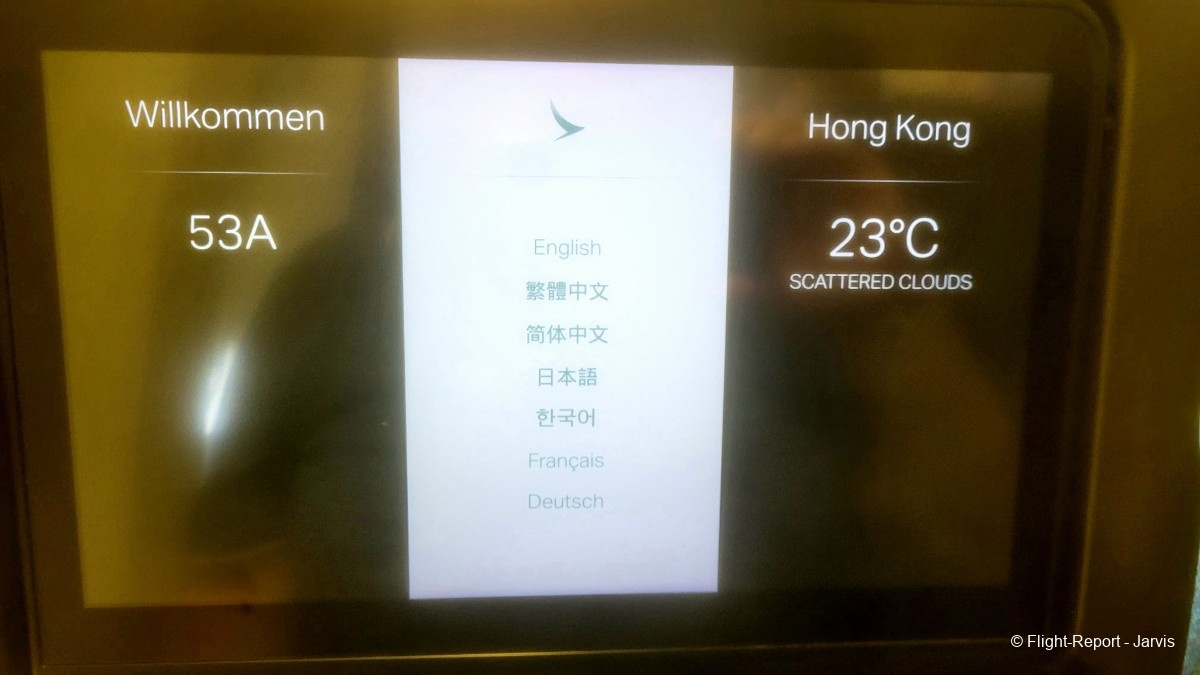 Willkommen
53A
English
繁體中文
简体中文
日本語
한국어
Français
Deutsch
Hong Kong
23°C
SCATTERED CLOUDS
© Flight-Report - Jarvis